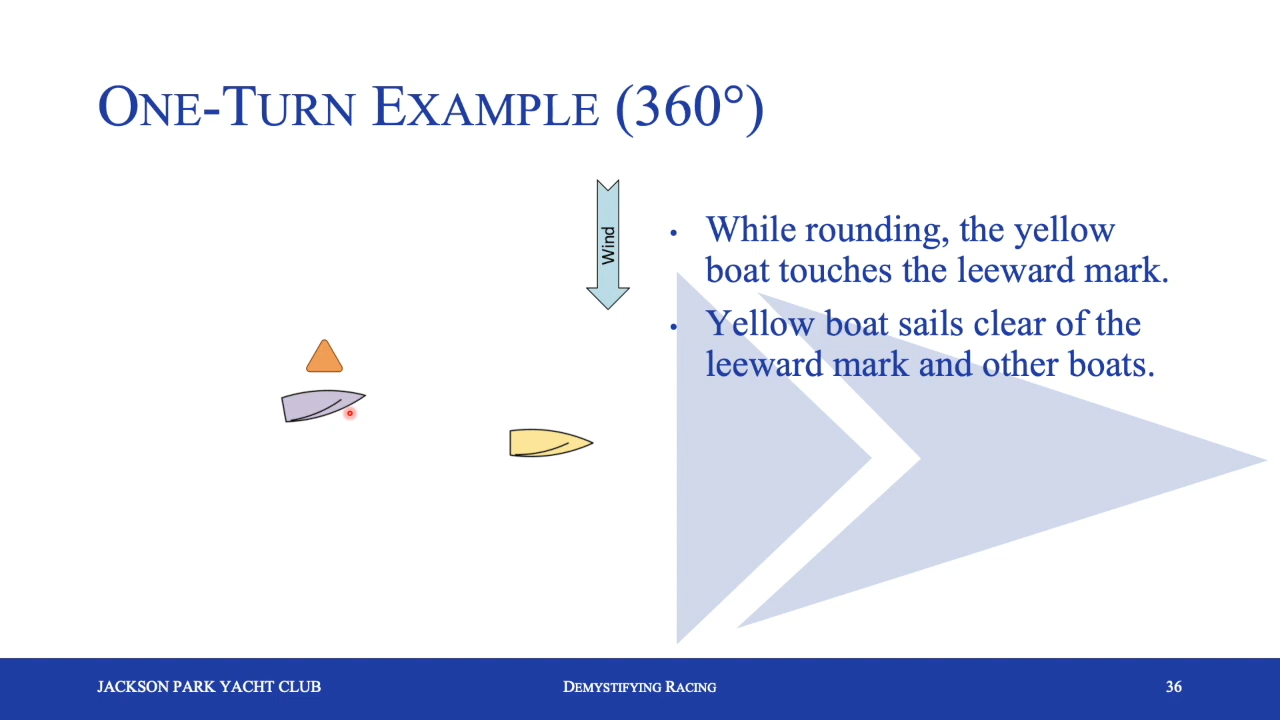 ONE-TURN EXAMPLE (360°)
Wind
• While rounding, the yellow
boat touches the leeward mark.
• Yellow boat sails clear of the
leeward mark and other boats.
JACKSON PARK YACHT CLUB
DEMYSTIFYING RACING
36